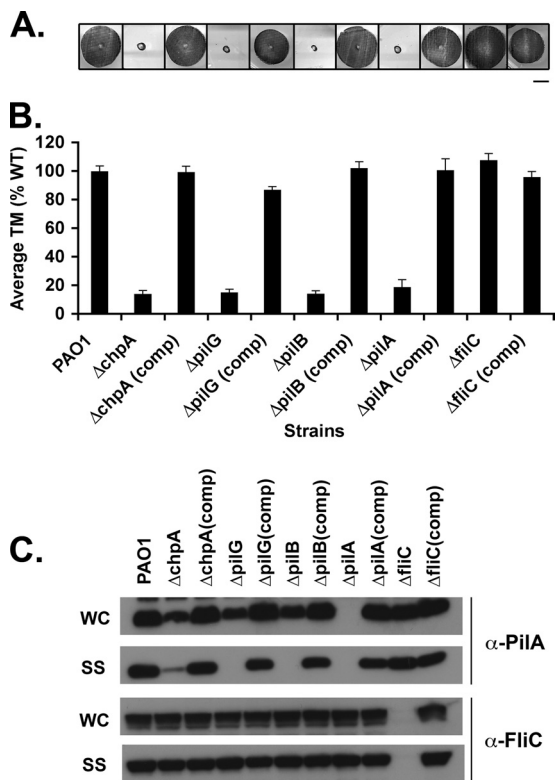 A.
B.
Average TM (% WT)
120
100
80
60
40
20
0
PAO1
ΔchpA
ΔchpA (comp)
ΔpilG
ΔpilG (comp)
ΔpilB
ΔpilB (comp)
ΔpilA
ΔpilA (comp)
ΔfliC
ΔfliC (comp)
Strains
C.
PAO1
ΔchpA
ΔchpA(comp)
ΔpilG
ΔpilG(comp)
ΔpilB
ΔpilB(comp)
ΔpilA
ΔpilA(comp)
ΔfliC
ΔfliC(comp)
WC
SS
α-PilA
WC
SS
α-FliC